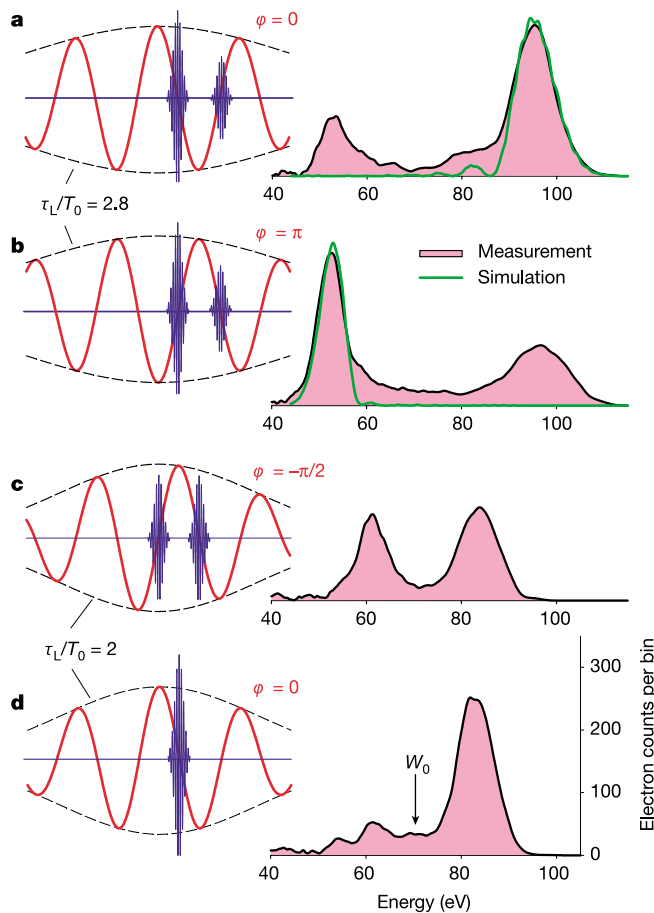 a
φ = 0
40 60 80 100
τL/T0 = 2.8
b
φ = π
Measurement
Simulation
40 60 80 100
c
φ = –π/2
40 60 80 100
τL/T0 = 2
d
φ = 0
W0
300
200
100
0
Electron counts per bin
40 60 80 100
Energy (eV)